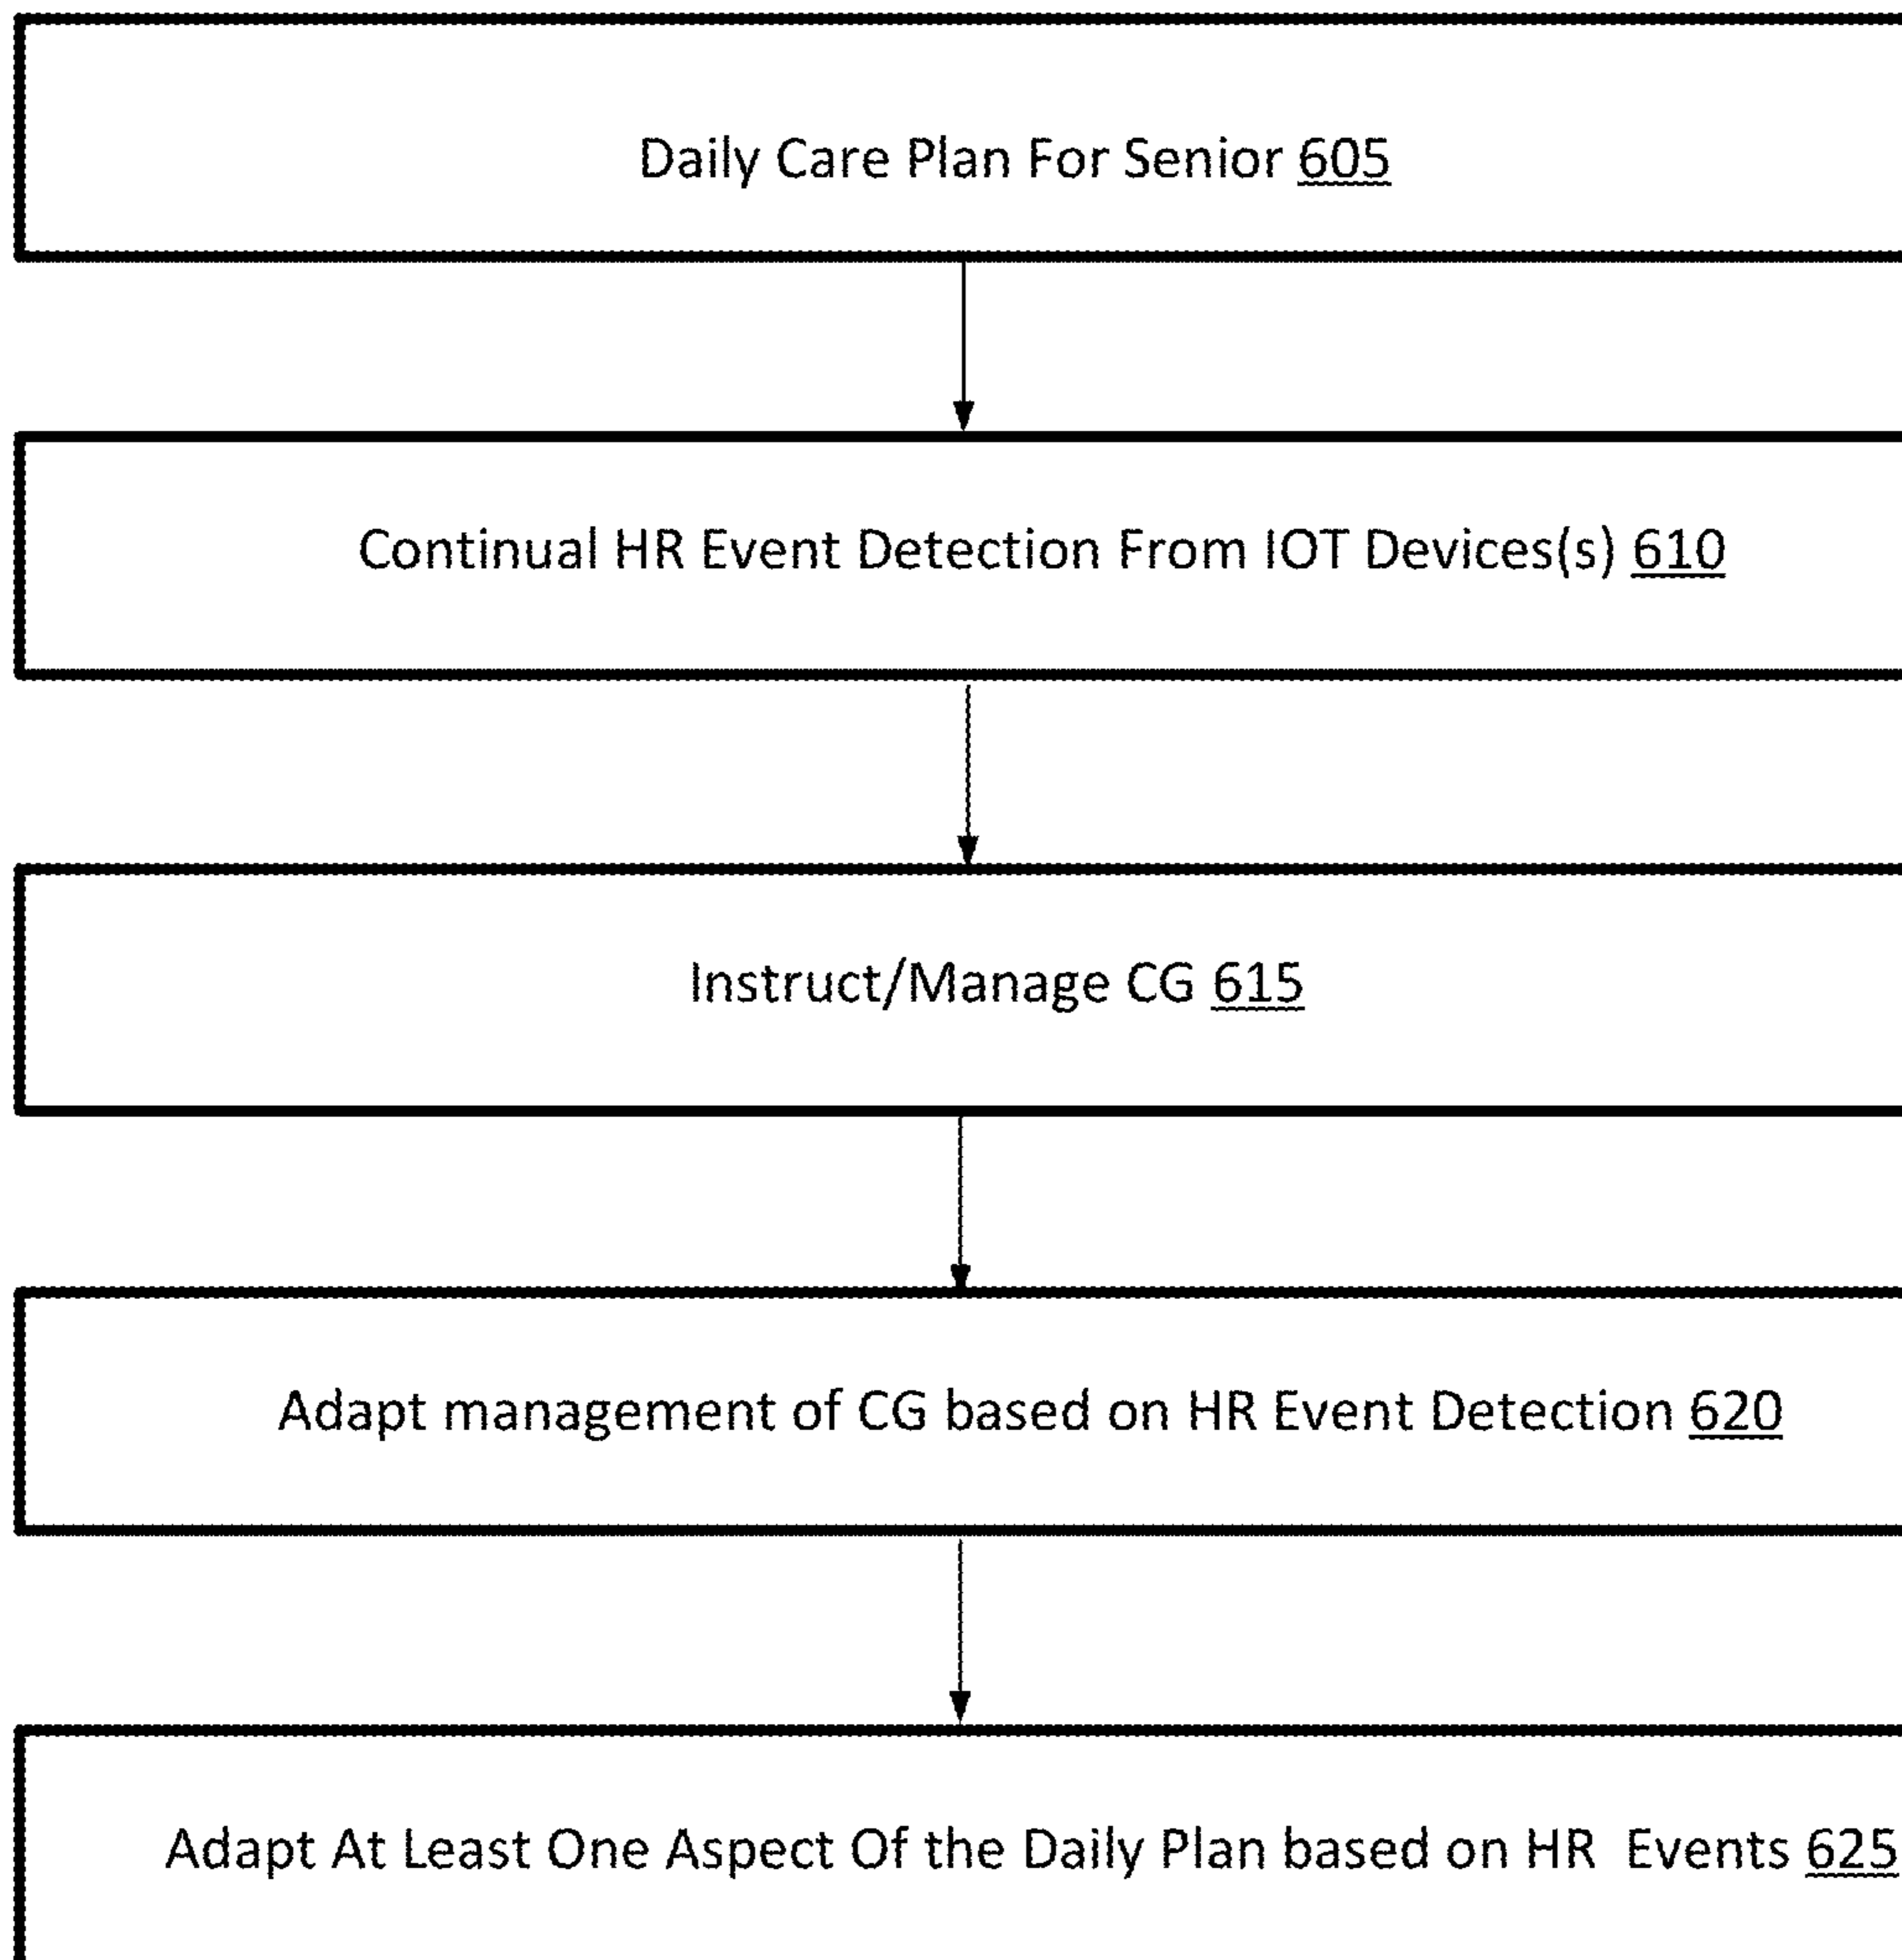 Daily Care Plan For Senior 605
Continual HR Event Detection From IOT Devices(s) 610
Instruct/Manage CG 615
Adapt management of CG based on HR Event Detection 620
Adapt At Least One Aspect Of the Daily Plan based on HR Events 625